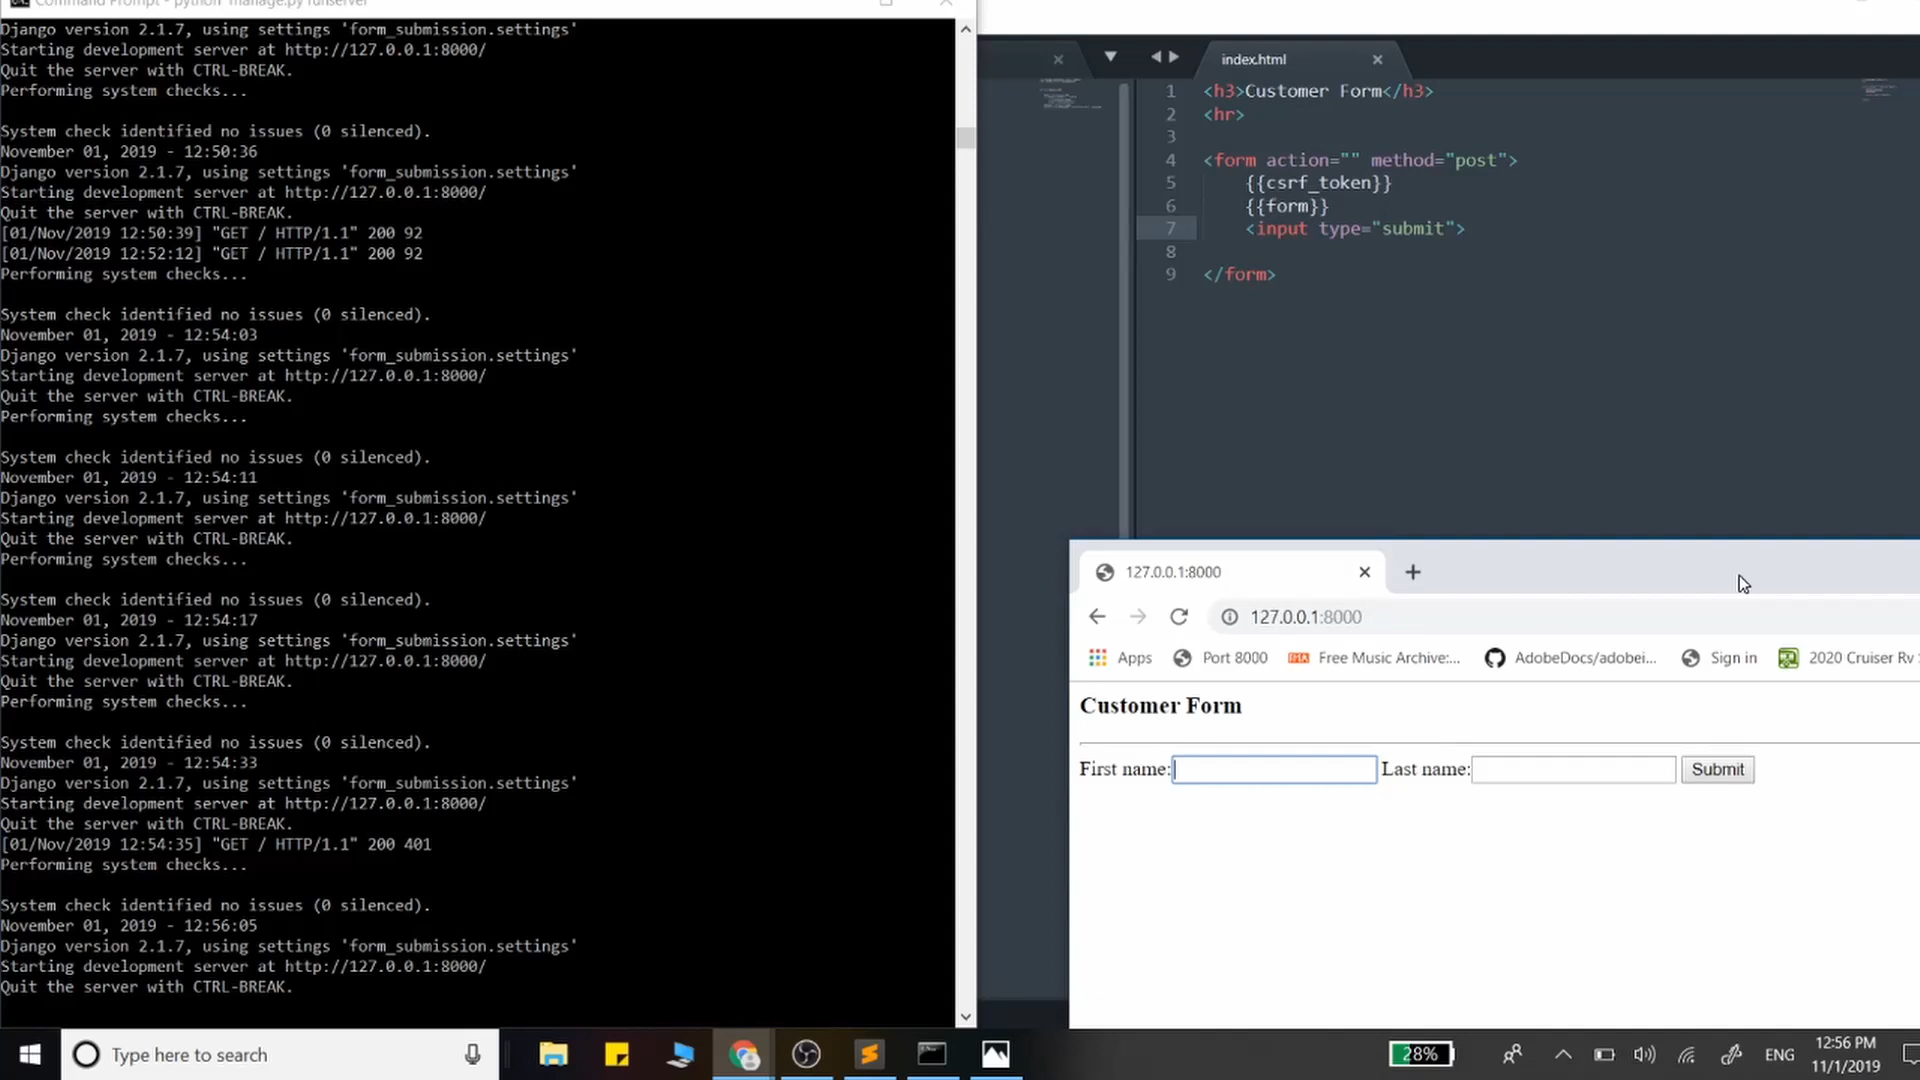 Command Prompt - python manage.py runserver
Django version 2.1.7, using settings 'form_submission.settings'
Starting development server at http://127.0.0.1:8000/
Quit the server with CTRL-BREAK.
Performing system checks...
System check identified no issues (0 silenced).
November 01, 2019 - 12:50:36
Django version 2.1.7, using settings 'form_submission.settings'
Starting development server at http://127.0.0.1:8000/
Quit the server with CTRL-BREAK.
[01/Nov/2019 12:50:39] "GET / HTTP/1.1" 200 92
[01/Nov/2019 12:52:12] "GET / HTTP/1.1" 200 92
Performing system checks...
System check identified no issues (0 silenced).
November 01, 2019 - 12:54:03
Django version 2.1.7, using settings 'form_submission.settings'
Starting development server at http://127.0.0.1:8000/
Quit the server with CTRL-BREAK.
Performing system checks...
System check identified no issues (0 silenced).
November 01, 2019 - 12:54:11
Django version 2.1.7, using settings 'form_submission.settings'
Starting development server at http://127.0.0.1:8000/
Quit the server with CTRL-BREAK.
Performing system checks...
System check identified no issues (0 silenced).
November 01, 2019 - 12:54:17
Django version 2.1.7, using settings 'form_submission.settings'
Starting development server at http://127.0.0.1:8000/
Quit the server with CTRL-BREAK.
Performing system checks...
System check identified no issues (0 silenced).
November 01, 2019 - 12:54:33
Django version 2.1.7, using settings 'form_submission.settings'
Starting development server at http://127.0.0.1:8000/
Quit the server with CTRL-BREAK.
[01/Nov/2019 12:54:35] "GET / HTTP/1.1" 200 401
Performing system checks...
System check identified no issues (0 silenced).
November 01, 2019 - 12:56:05
Django version 2.1.7, using settings 'form_submission.settings'
Starting development server at http://127.0.0.1:8000/
Quit the server with CTRL-BREAK.
index.html
1 <h3>Customer Form</h3>
2 <hr>
3
4 <form action="" method="post">
5 {{csrf_token}}
6 {{form}}
7 <input type="submit">
8
9 </form>
127.0.0.1:8000
127.0.0.1:8000
Apps Port 8000 Free Music Archive:... AdobeDocs/adobei... Sign in 2020 Cruiser Rv
Customer Form
First name: Last name: Submit
Type here to search
28% ENG 12:56 PM
11/1/2019